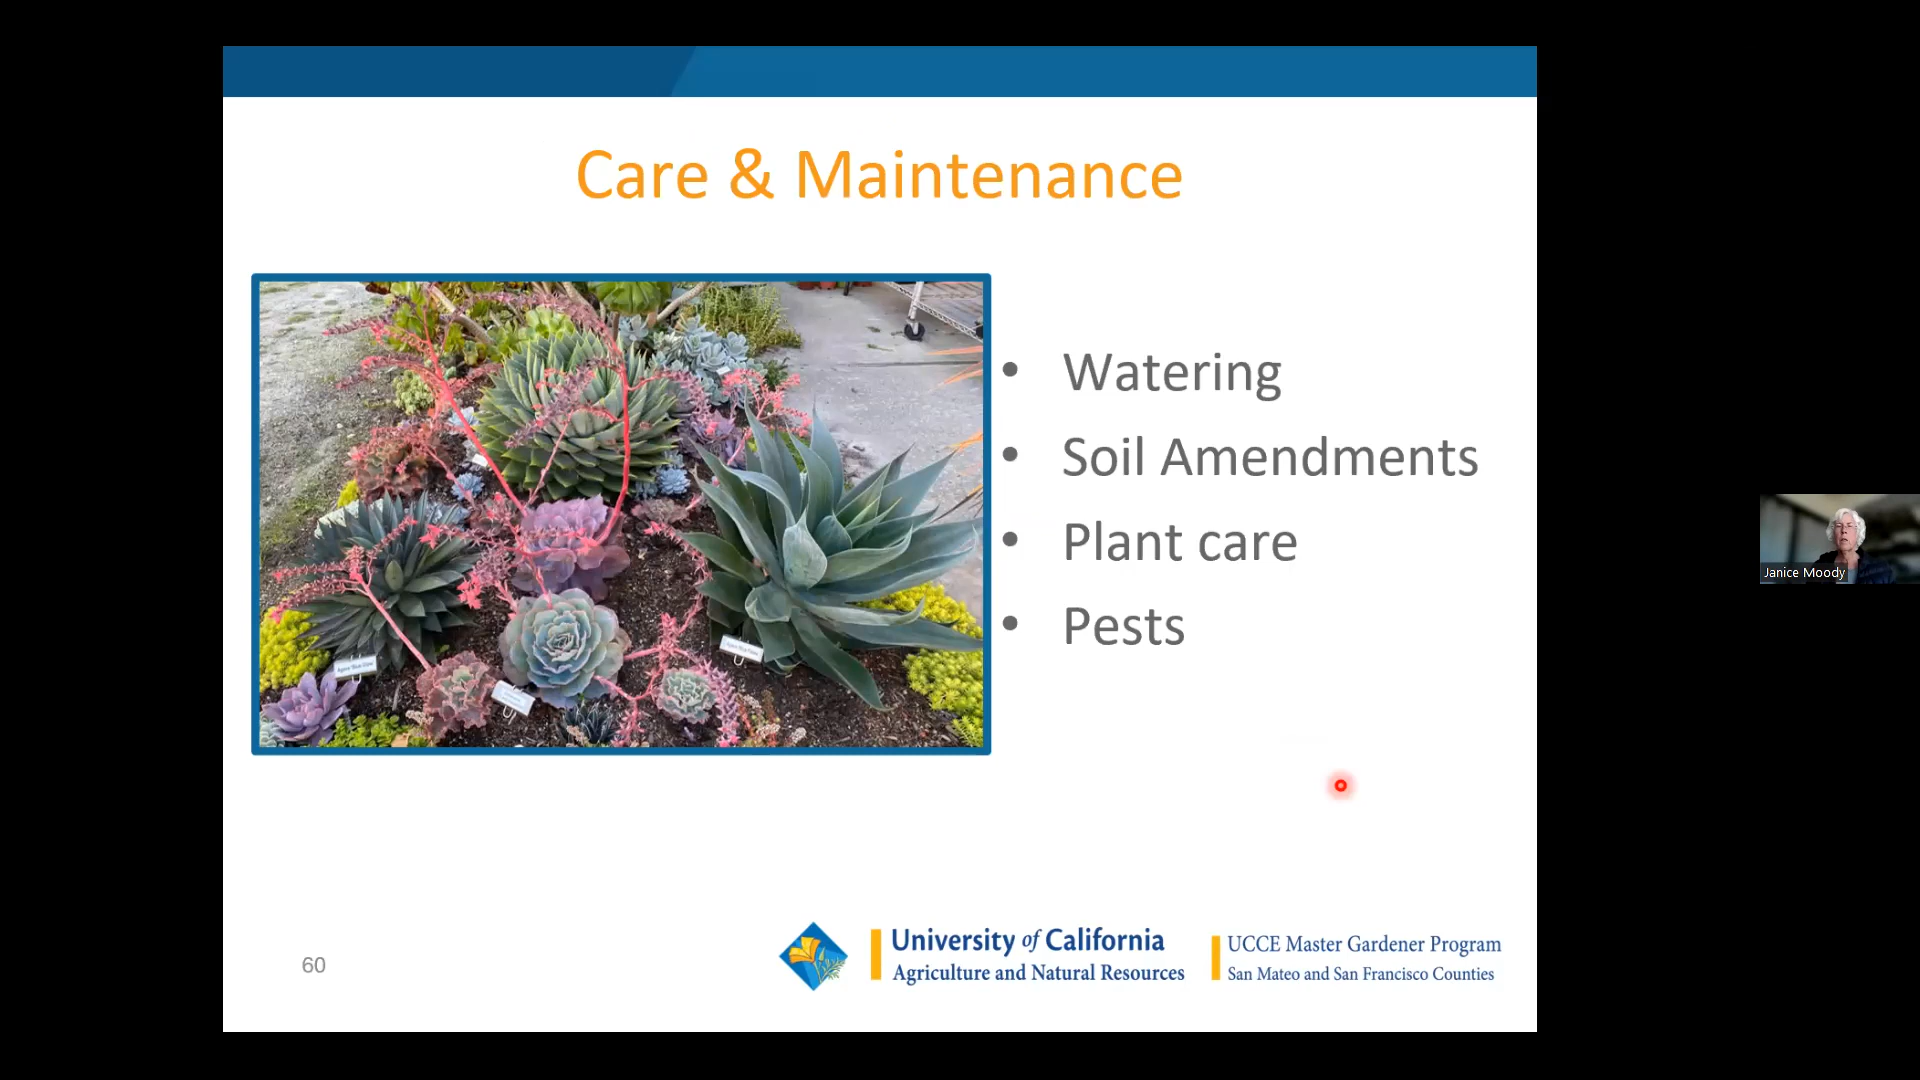 Care & Maintenance
• Watering
• Soil Amendments
• Plant care
• Pests
Janice Moody
60
University of California
Agriculture and Natural Resources
UCCE Master Gardener Program
San Mateo and San Francisco Counties